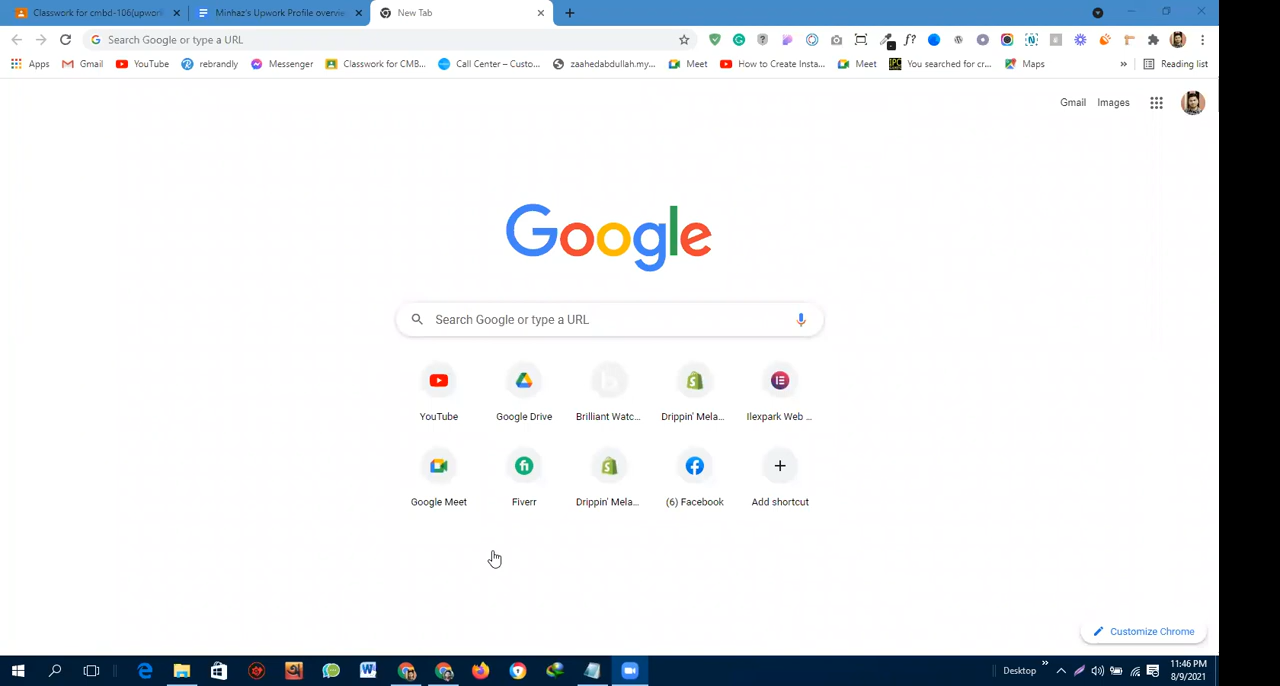 Classwork for cmbd-106(upwork
Minhaz's Upwork Profile overview
New Tab
Search Google or type a URL
Apps
Gmail
YouTube
rebrandly
Messenger
Classwork for CMB...
Call Center – Custo...
zaahedabdullah.my...
Meet
How to Create Insta...
Meet
You searched for cr...
Maps
»
Reading list
Gmail
Images
Google
Search Google or type a URL
YouTube
Google Drive
Brilliant Watc...
Drippin' Mela...
Ilexpark Web ...
Google Meet
Fiverr
Drippin' Mela...
(6) Facebook
Add shortcut
Customize Chrome
Desktop
»
11:46 PM
8/9/2021